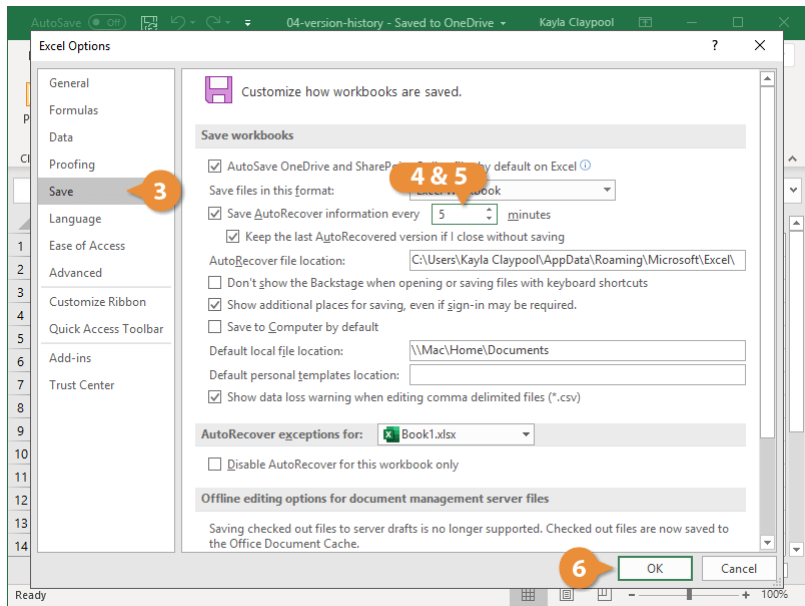 AutoSave Off 04-version-history - Saved to OneDrive Kayla Claypool
Excel Options ? ×
General
Formulas
Data
Proofing
Save
Language
Ease of Access
Advanced
Customize Ribbon
Quick Access Toolbar
Add-ins
Trust Center
3
Customize how workbooks are saved.
Save workbooks
AutoSave OneDrive and SharePoint by default on Excel
4 & 5
Save files in this format: Excel Workbook
Save AutoRecover information every 5 minutes
Keep the last AutoRecovered version if I close without saving
AutoRecover file location: C:\Users\Kayla Claypool\AppData\Roaming\Microsoft\Excel\
Don't show the Backstage when opening or saving files with keyboard shortcuts
Show additional places for saving, even if sign-in may be required.
Save to Computer by default
Default local file location: \\Mac\Home\Documents
Default personal templates location:
Show data loss warning when editing comma delimited files (*.csv)
AutoRecover exceptions for: Book1.xlsx
Disable AutoRecover for this workbook only
Offline editing options for document management server files
Saving checked out files to server drafts is no longer supported. Checked out files are now saved to
the Office Document Cache.
6
OK Cancel
1
2
3
4
5
6
7
8
9
10
11
12
13
14
Ready 100%